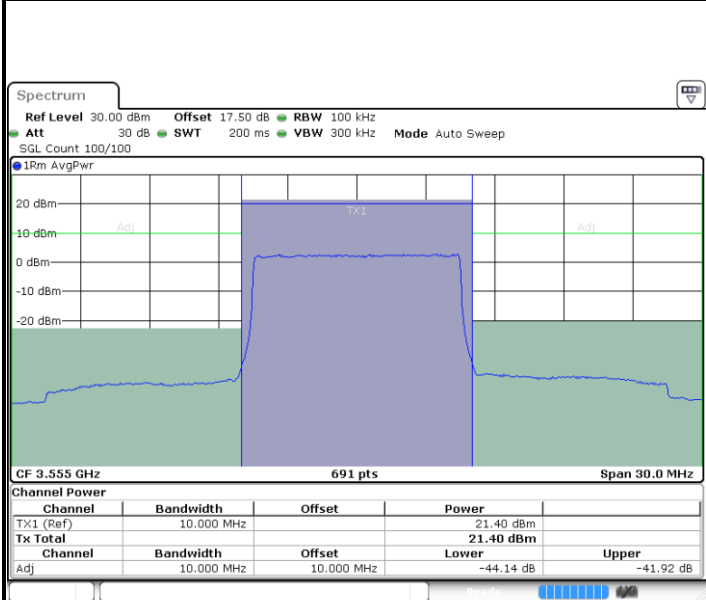 Spectrum
Ref Level 30.00 dBm Offset 17.50 dB RBW 100 kHz
Att 30 dB SWT 200 ms VBW 300 kHz Mode Auto Sweep
SGL Count 100/100
1Rm AvgPwr
20 dBm
TX1
Adj
Adj
10 dBm
0 dBm
-10 dBm
-20 dBm
CF 3.555 GHz 691 pts Span 30.0 MHz
Channel Power
Channel Bandwidth Offset Power
TX1 (Ref) 10.000 MHz 21.40 dBm
Tx Total 21.40 dBm
Channel Bandwidth Offset Lower Upper
Adj 10.000 MHz 10.000 MHz -44.14 dB -41.92 dB
Ready